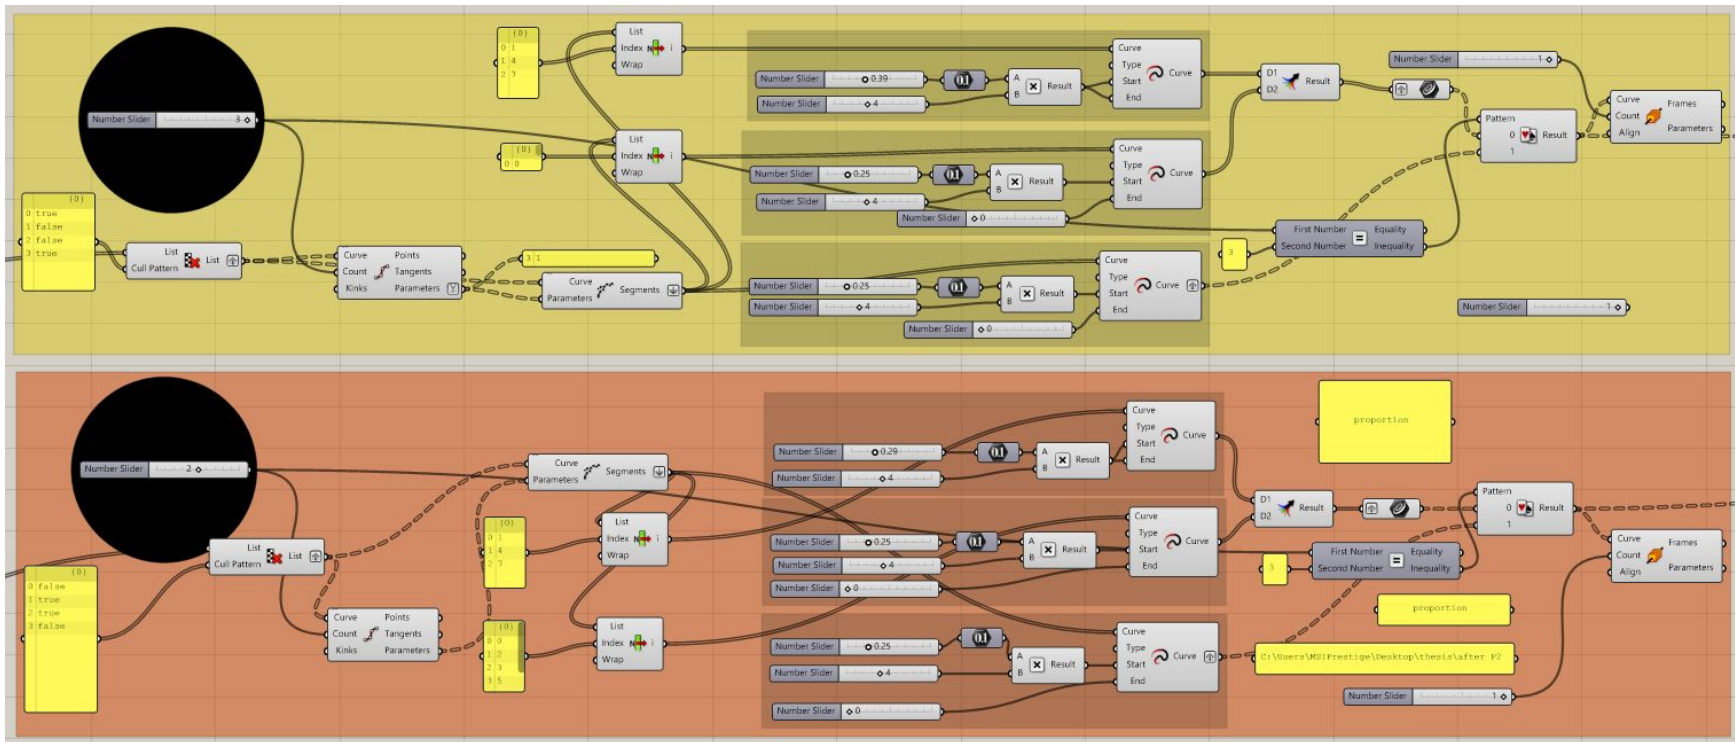 {0}
0 1
1 4
2 7
List
Index
Wrap
i
Number Slider 3
Number Slider 0.39
Number Slider 4
0.1
A
B
Result
Curve
Type
Start
End
Curve
D1
D2
Result
Number Slider 1
Curve
Count
Align
Frames
Parameters
Pattern
0
1
Result
{0}
0 0
List
Index
Wrap
i
Number Slider 0.25
Number Slider 4
Number Slider 0
0.1
A
B
Result
Curve
Type
Start
End
Curve
{0}
0 true
1 false
2 false
3 true
List
Cull Pattern
List
Curve
Count
Kinks
Points
Tangents
Parameters
3 1
Curve
Parameters
Segments
Number Slider 0.25
Number Slider 4
Number Slider 0
0.1
A
B
Result
Curve
Type
Start
End
Curve
3
First Number
Second Number
=
Equality
Inequality
Number Slider 1
Number Slider 2
{0}
0 false
1 true
2 true
3 false
List
Cull Pattern
List
Curve
Count
Kinks
Points
Tangents
Parameters
Curve
Parameters
Segments
{0}
0 1
1 4
2 7
List
Index
Wrap
i
{0}
0 0
1 2
2 3
3 5
List
Index
Wrap
i
Number Slider 0.29
Number Slider 4
0.1
A
B
Result
Curve
Type
Start
End
Curve
Number Slider 0.25
Number Slider 4
Number Slider 0
0.1
A
B
Result
Curve
Type
Start
End
Curve
Number Slider 0.25
Number Slider 4
Number Slider 0
0.1
A
B
Result
Curve
Type
Start
End
Curve
D1
D2
Result
proportion
Pattern
0
1
Result
3
First Number
Second Number
=
Equality
Inequality
Curve
Count
Align
Frames
Parameters
proportion
C:\Users\MSIPrestige\Desktop\thesis\after P2
Number Slider 1